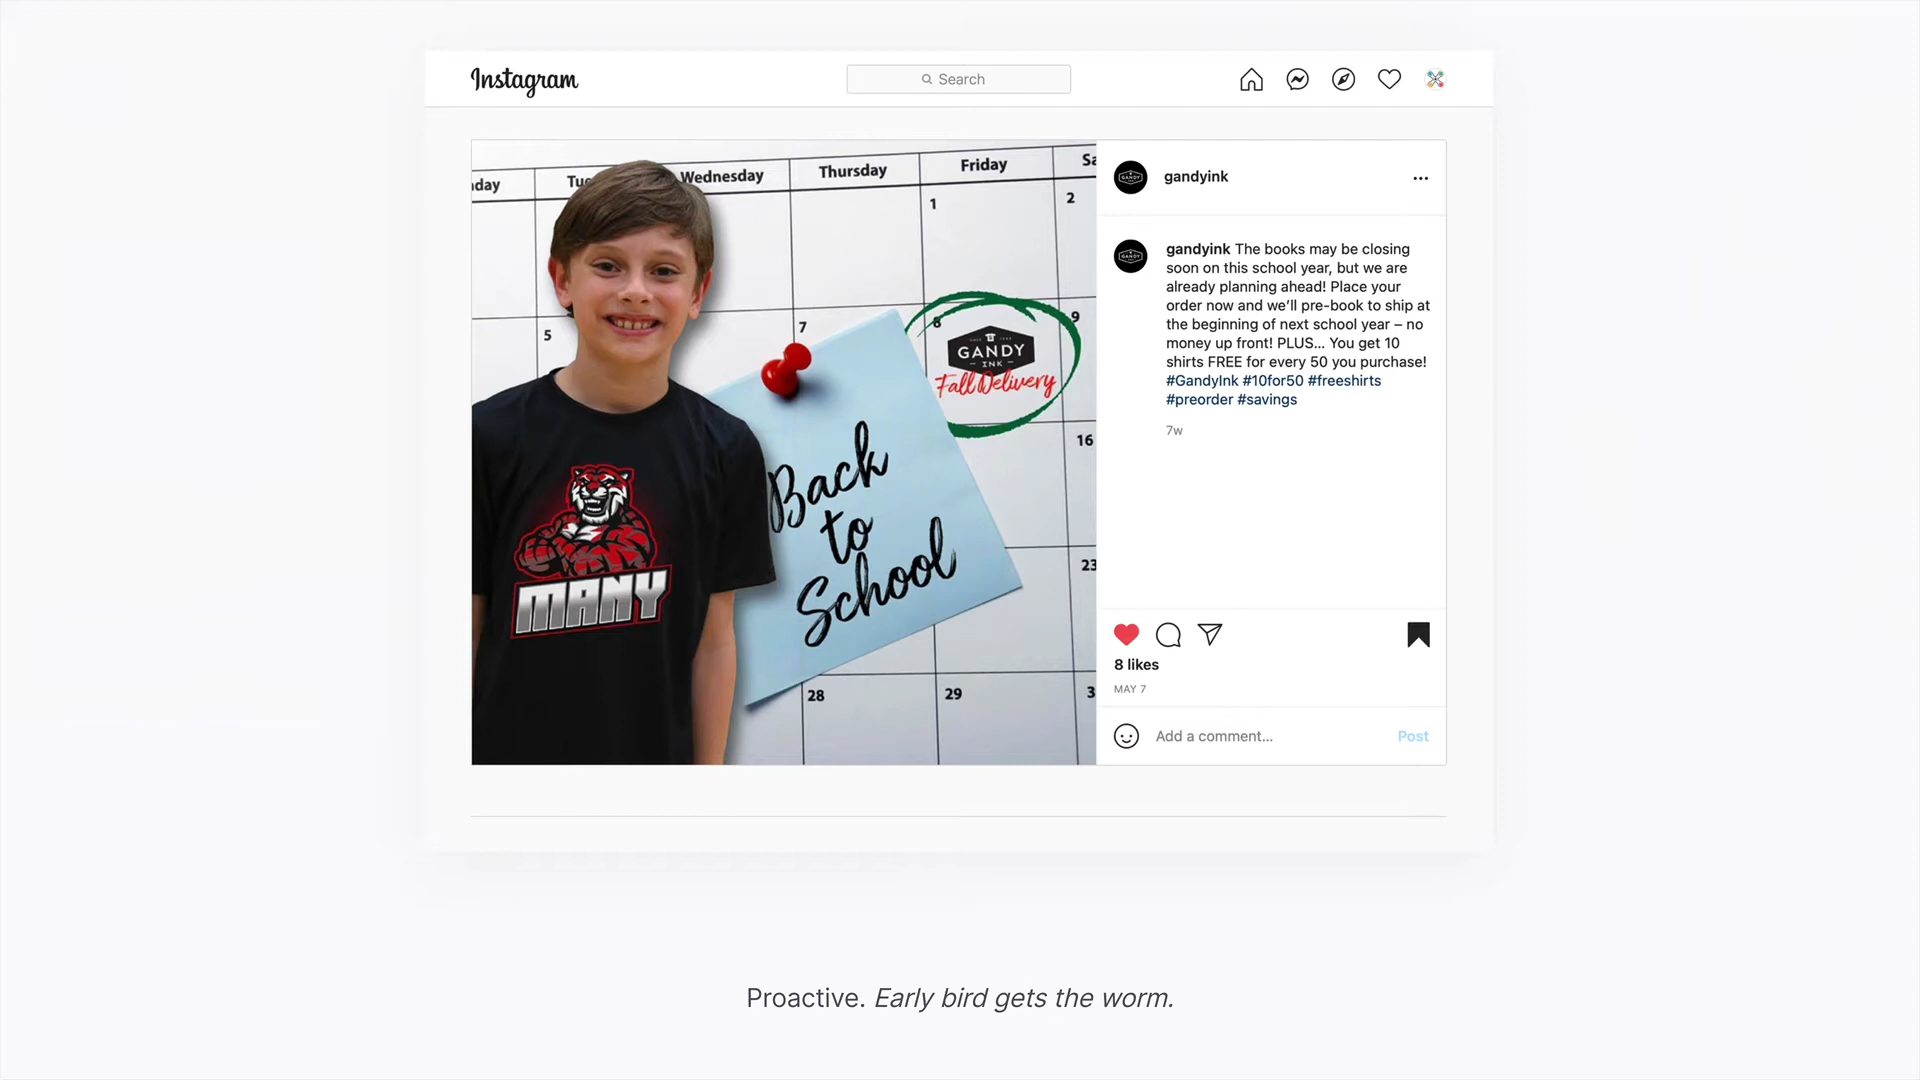 Instagram
Search
day Tue Wednesday Thursday Friday Sa
1 2
5 7 8 9
GANDY
INK
Fall Delivery
16
Back
to
School
23
MANY
28 29 3
gandyink
gandyink The books may be closing
soon on this school year, but we are
already planning ahead! Place your
order now and we’ll pre-book to ship at
the beginning of next school year – no
money up front! PLUS... You get 10
shirts FREE for every 50 you purchase!
#GandyInk #10for50 #freeshirts
#preorder #savings
7w
8 likes
MAY 7
Add a comment...
Post
Proactive. Early bird gets the worm.